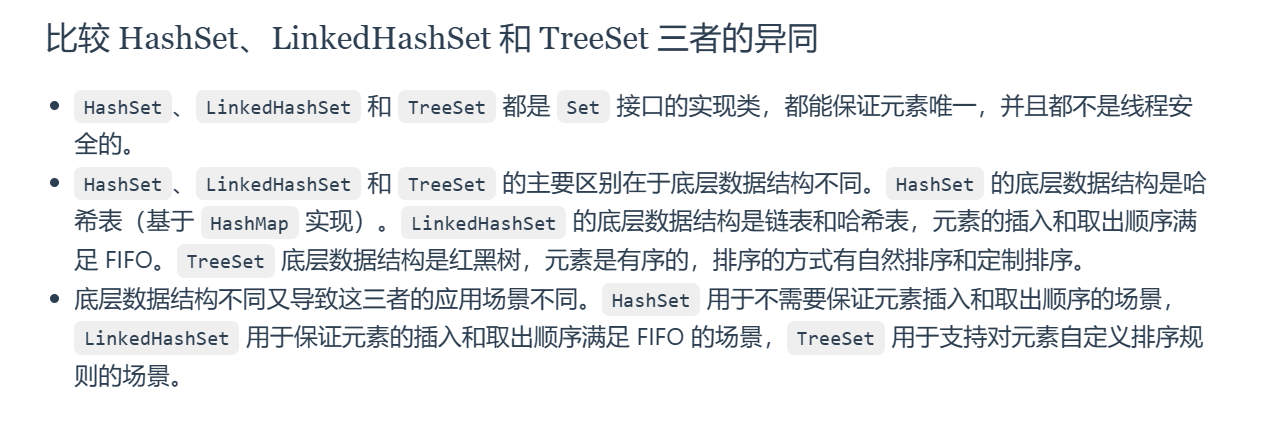 比较 HashSet、LinkedHashSet 和 TreeSet 三者的异同
HashSet、LinkedHashSet 和 TreeSet 都是 Set 接口的实现类，都能保证元素唯一，并且都不是线程安
全的。
HashSet、LinkedHashSet 和 TreeSet 的主要区别在于底层数据结构不同。HashSet 的底层数据结构是哈
希表（基于 HashMap 实现）。LinkedHashSet 的底层数据结构是链表和哈希表，元素的插入和取出顺序满
足 FIFO。TreeSet 底层数据结构是红黑树，元素是有序的，排序的方式有自然排序和定制排序。
底层数据结构不同又导致这三者的应用场景不同。HashSet 用于不需要保证元素插入和取出顺序的场景，
LinkedHashSet 用于保证元素的插入和取出顺序满足 FIFO 的场景，TreeSet 用于支持对元素自定义排序规
则的场景。